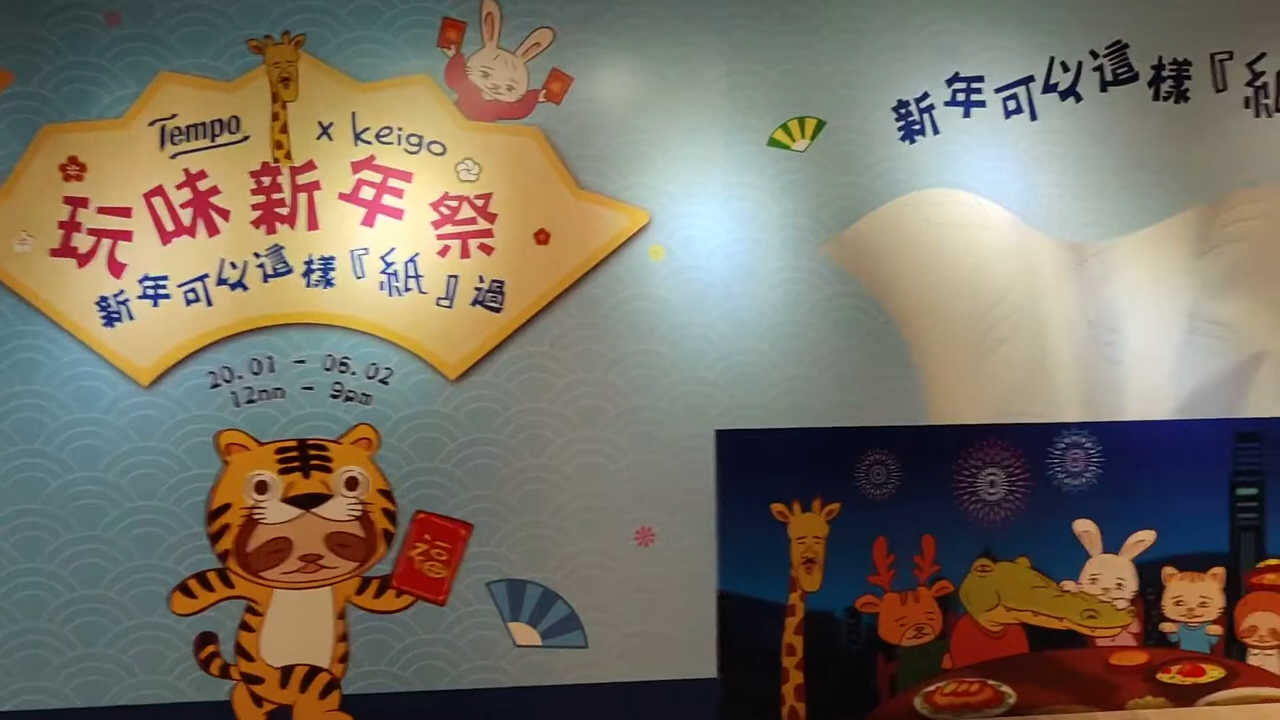 Tempo x keigo
玩味新年祭
新年可以這樣『紙』過
20.01 - 06.02
12nn - 9pm
福
新年可以這樣『紙